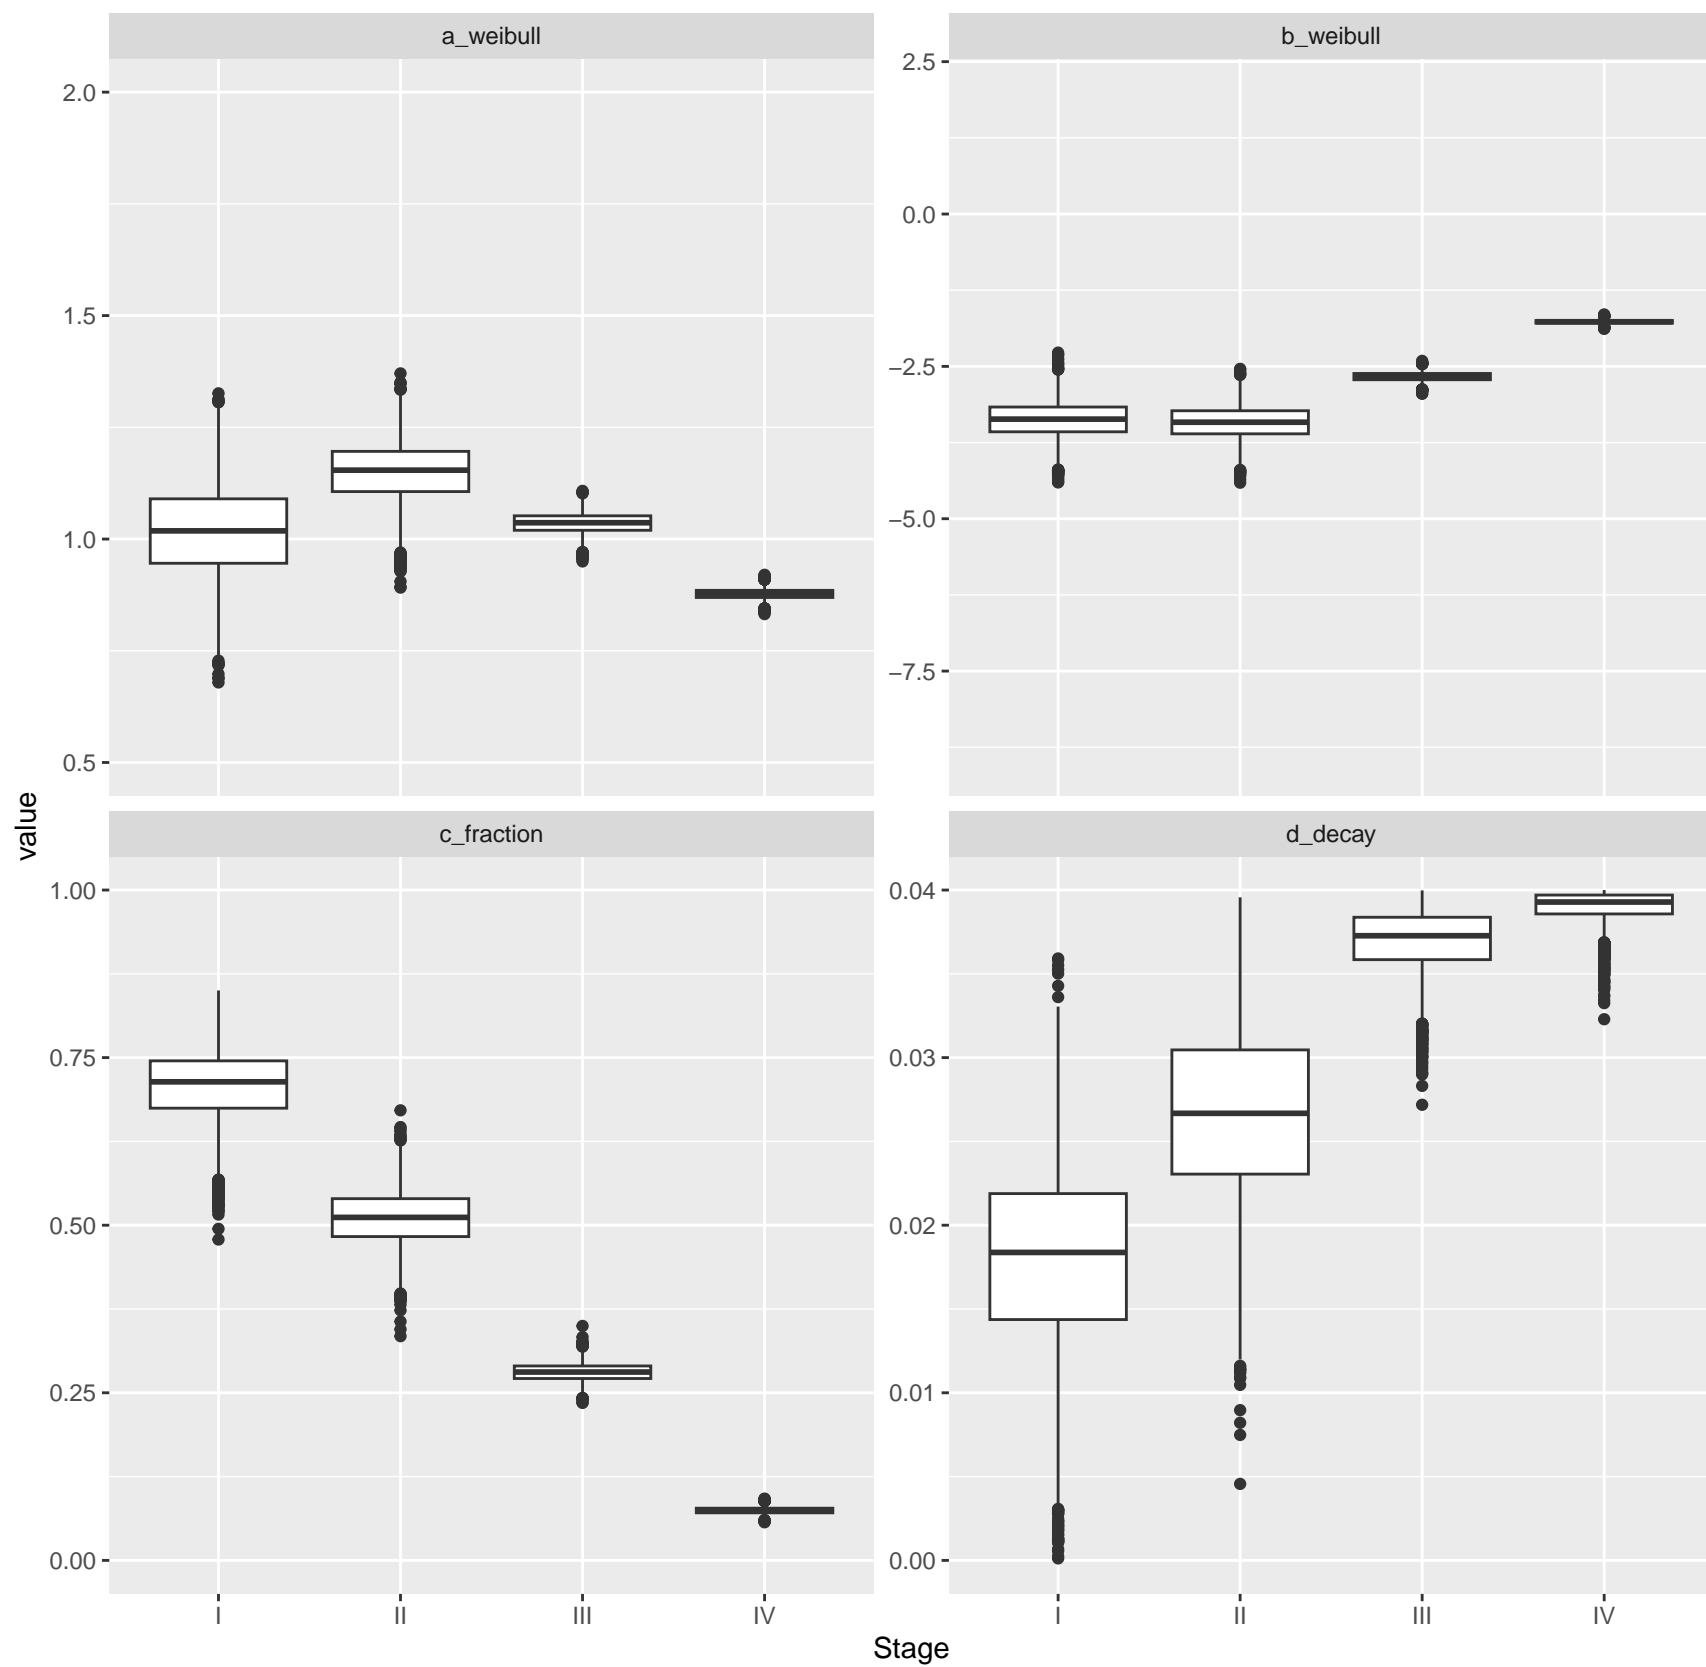 a_weibull
b_weibull
2.0
1.5
1.0
0.5
2.5
0.0
−2.5
−5.0
−7.5
value
c_fraction
d_decay
1.00
0.75
0.50
0.25
0.00
0.04
0.03
0.02
0.01
0.00
I II III IV
I II III IV
Stage